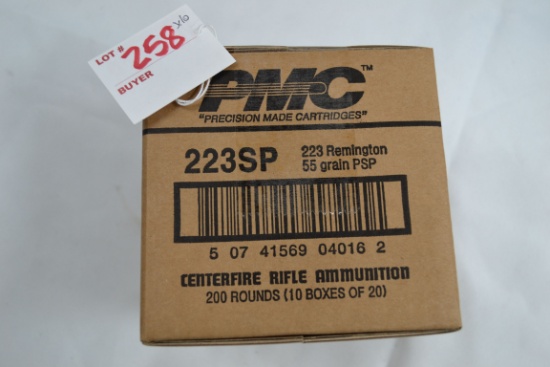 LOT # 258 x10
BUYER
PMC™
"PRECISION MADE CARTRIDGES"
223SP
223 Remington
55 grain PSP
5 07 41569 04016 2
CENTERFIRE RIFLE AMMUNITION
200 ROUNDS (10 BOXES OF 20)